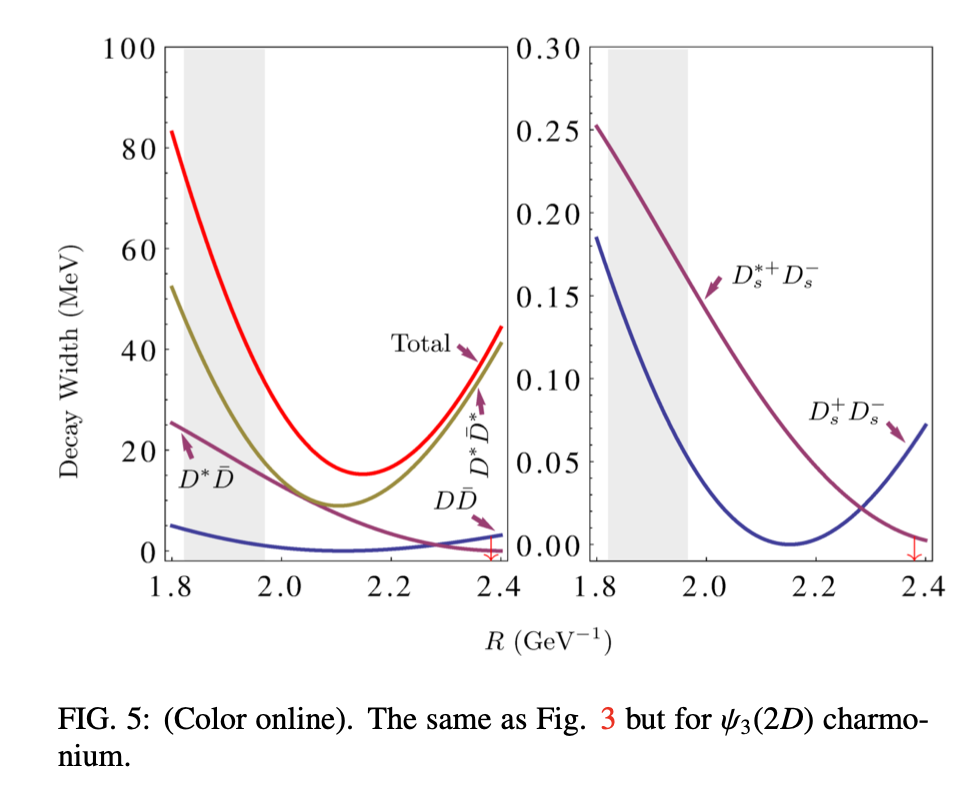 100
80
60
40
20
0
Decay Width (MeV)
Total
D* D̄*
D* D̄
DD̄
1.8 2.0 2.2 2.4
0.30
0.25
0.20
0.15
0.10
0.05
0.00
D_s^{*+} D_s^-
D_s^+ D_s^-
1.8 2.0 2.2 2.4
R (GeV⁻¹)
FIG. 5: (Color online). The same as Fig. 3 but for ψ₃(2D) charmo-
nium.